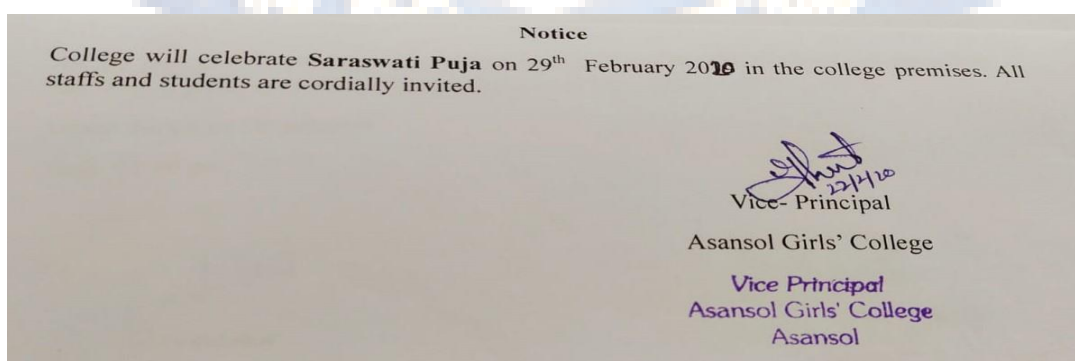 Notice
College will celebrate Saraswati Puja on 29th February 2020 in the college premises. All
staffs and students are cordially invited.
22/2/20
Vice- Principal
Asansol Girls' College
Vice Principal
Asansol Girls' College
Asansol